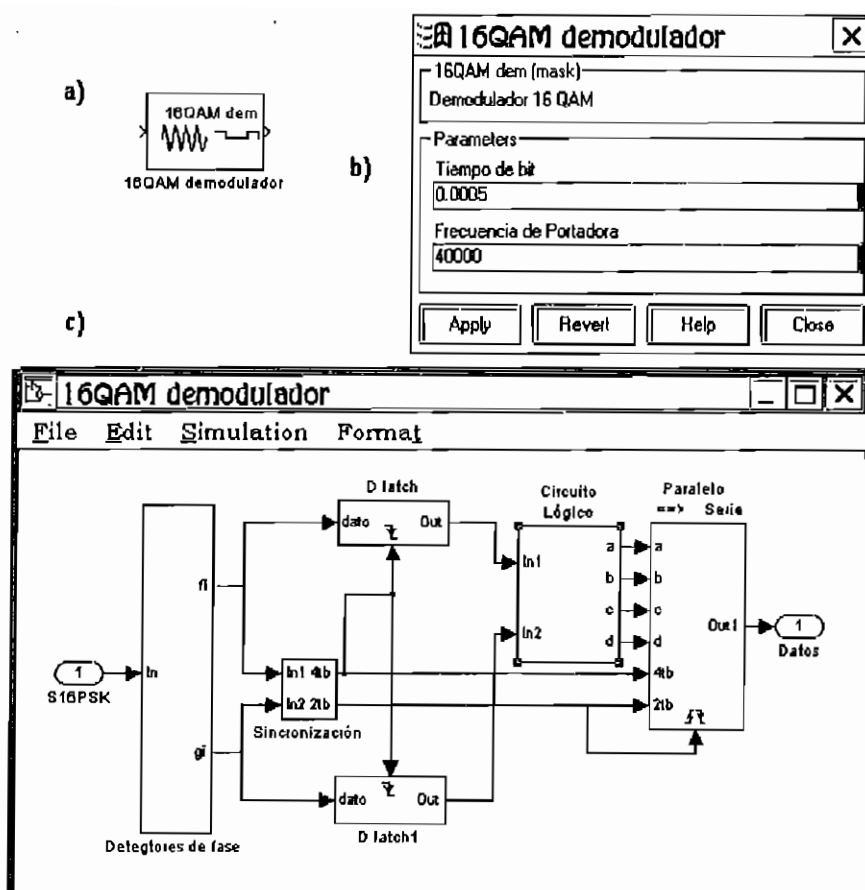 a)
16QAM dem
16QAM demodulador
b)
16QAM demodulador
16QAM dem (mask)
Demodulador 16 QAM
Parameters
Tiempo de bit
0.0005
Frecuencia de Portadora
40000
Apply
Revert
Help
Close
c)
16QAM demodulador
File Edit Simulation Format
D latch
dato
Out
Circuito
Lógico
In1
In2
a
b
c
d
Paralelo
==> Serie
a
b
c
d
4tb
2tb
Out1
1
Datos
1
S16PSK
In
fi
gi
Detegtores de fase
In1 4tb
In2 2tb
Sincronización
dato
Out
D latch1